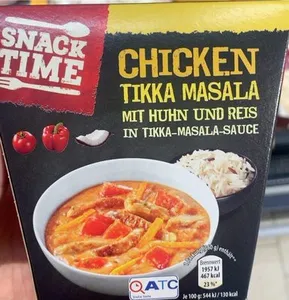 SNACK
TIME
CHICKEN
TIKKA MASALA
MIT HUHN UND REIS
IN TIKKA-MASALA-SAUCE
Brennwert
1957 kJ
467 kcal
23 %*
Je 100 g: 544 kJ / 130 kcal
QATC